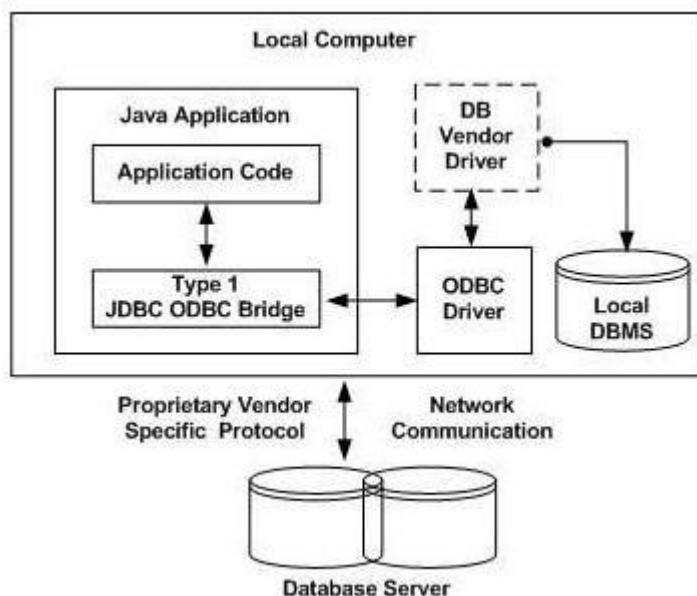 Local Computer
Java Application
Application Code
Type 1
JDBC ODBC Bridge
DB
Vendor
Driver
ODBC
Driver
Local
DBMS
Proprietary Vendor
Specific Protocol
Network
Communication
Database Server